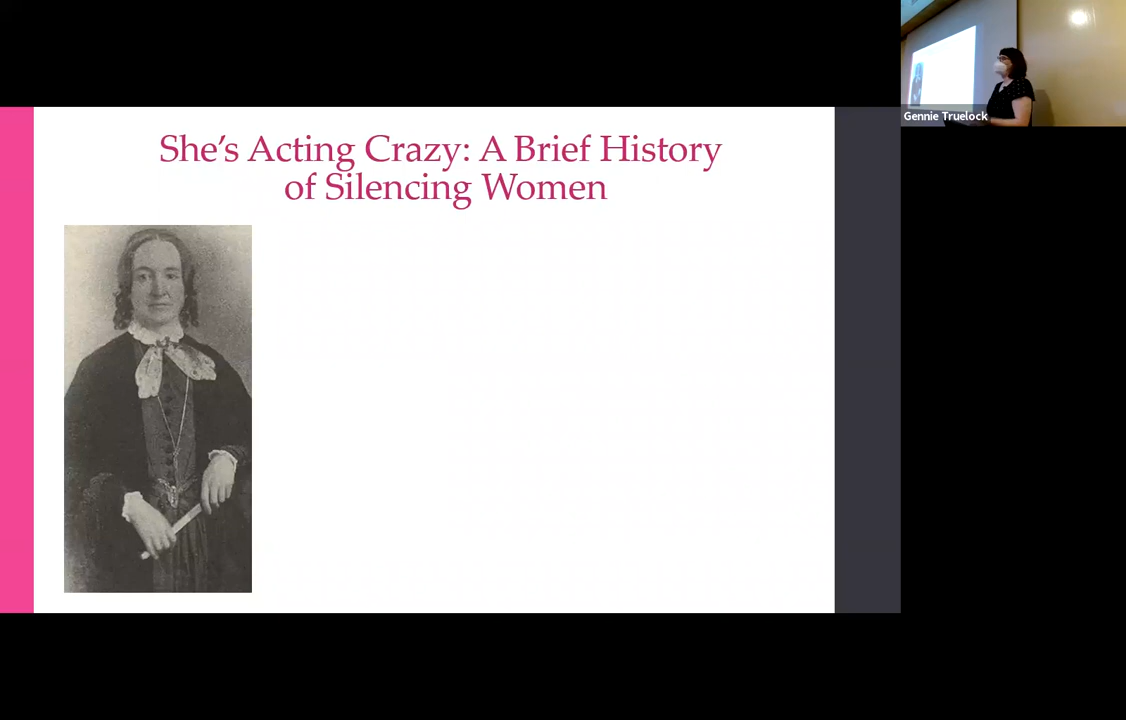 She's Acting Crazy: A Brief History
of Silencing Women
Gennie Truelock